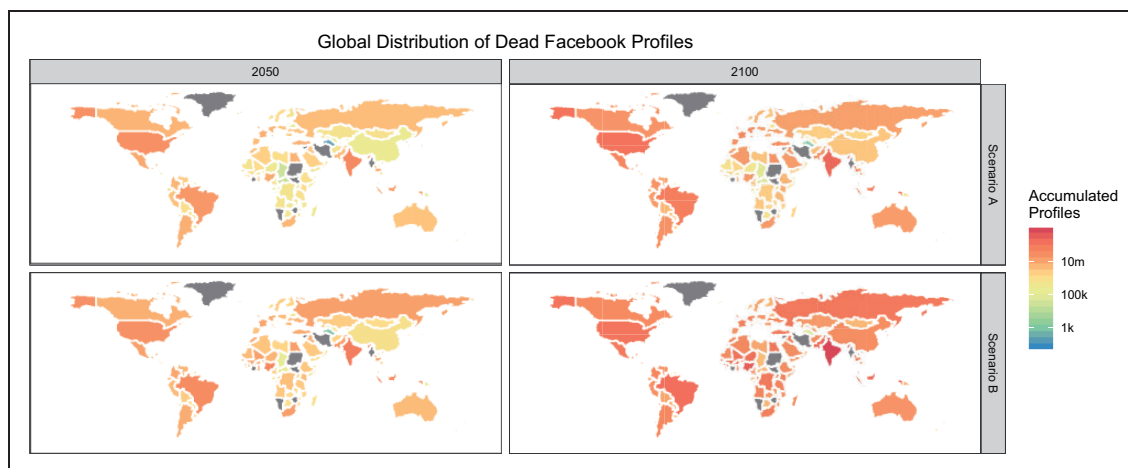 Global Distribution of Dead Facebook Profiles
2050
2100
Scenario A
Scenario B
Accumulated
Profiles
10m
100k
1k